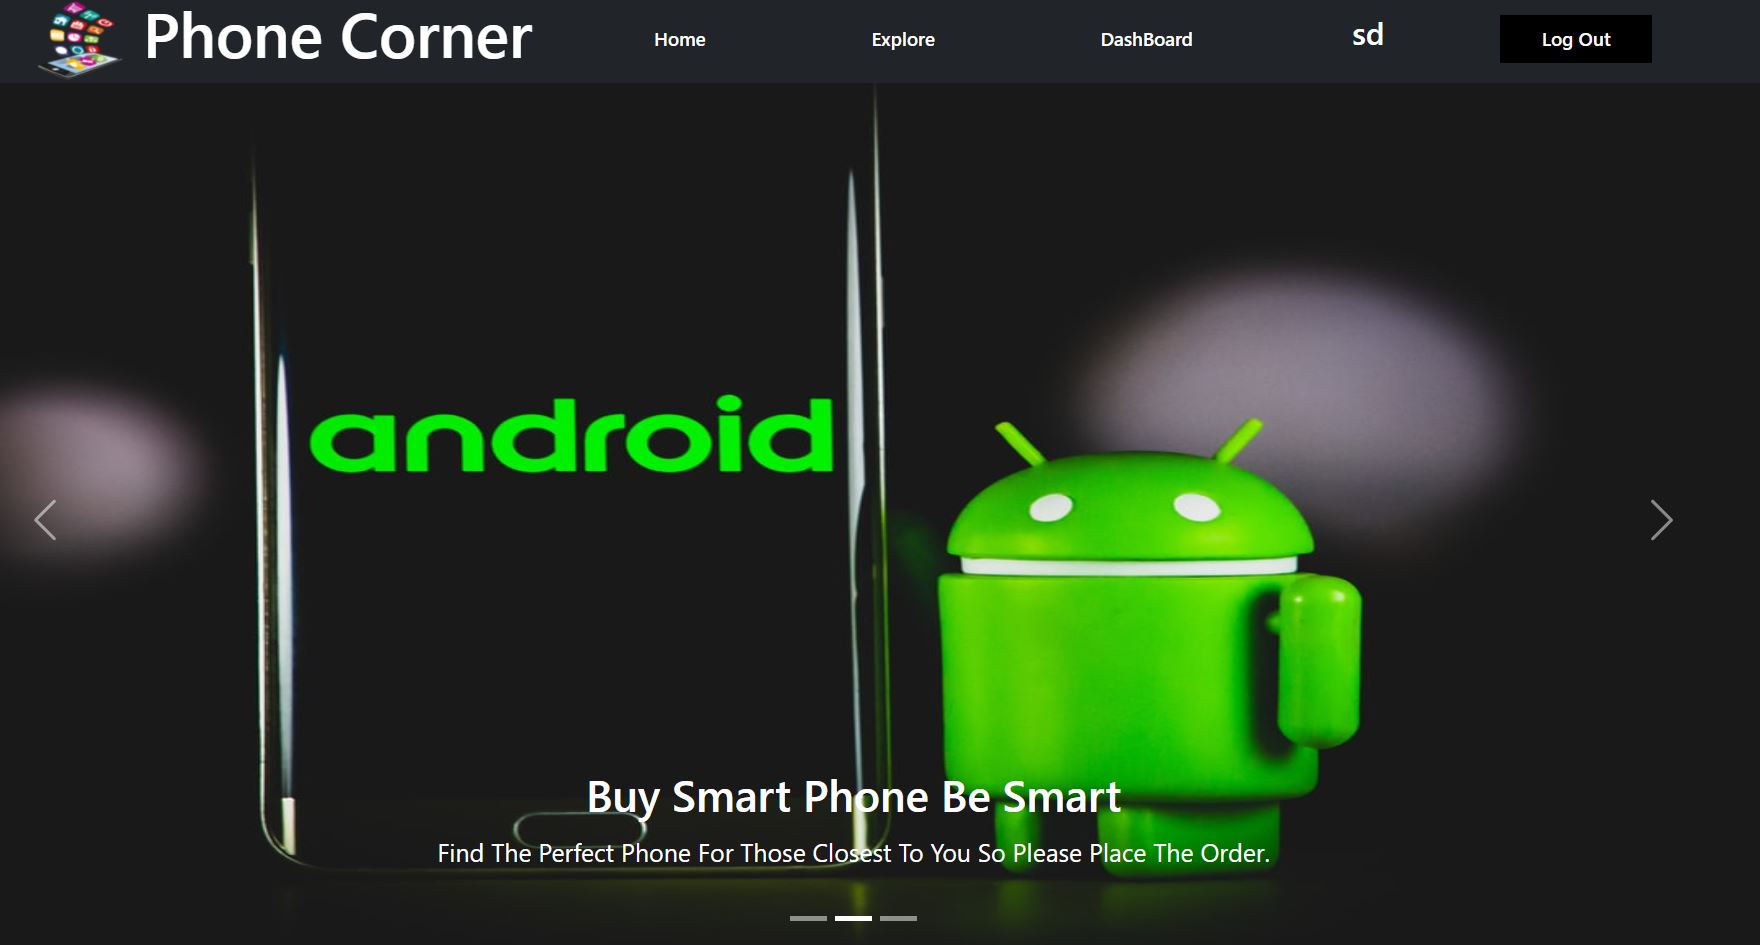 Phone Corner
Home
Explore
DashBoard
sd
Log Out
android
Buy Smart Phone Be Smart
Find The Perfect Phone For Those Closest To You So Please Place The Order.